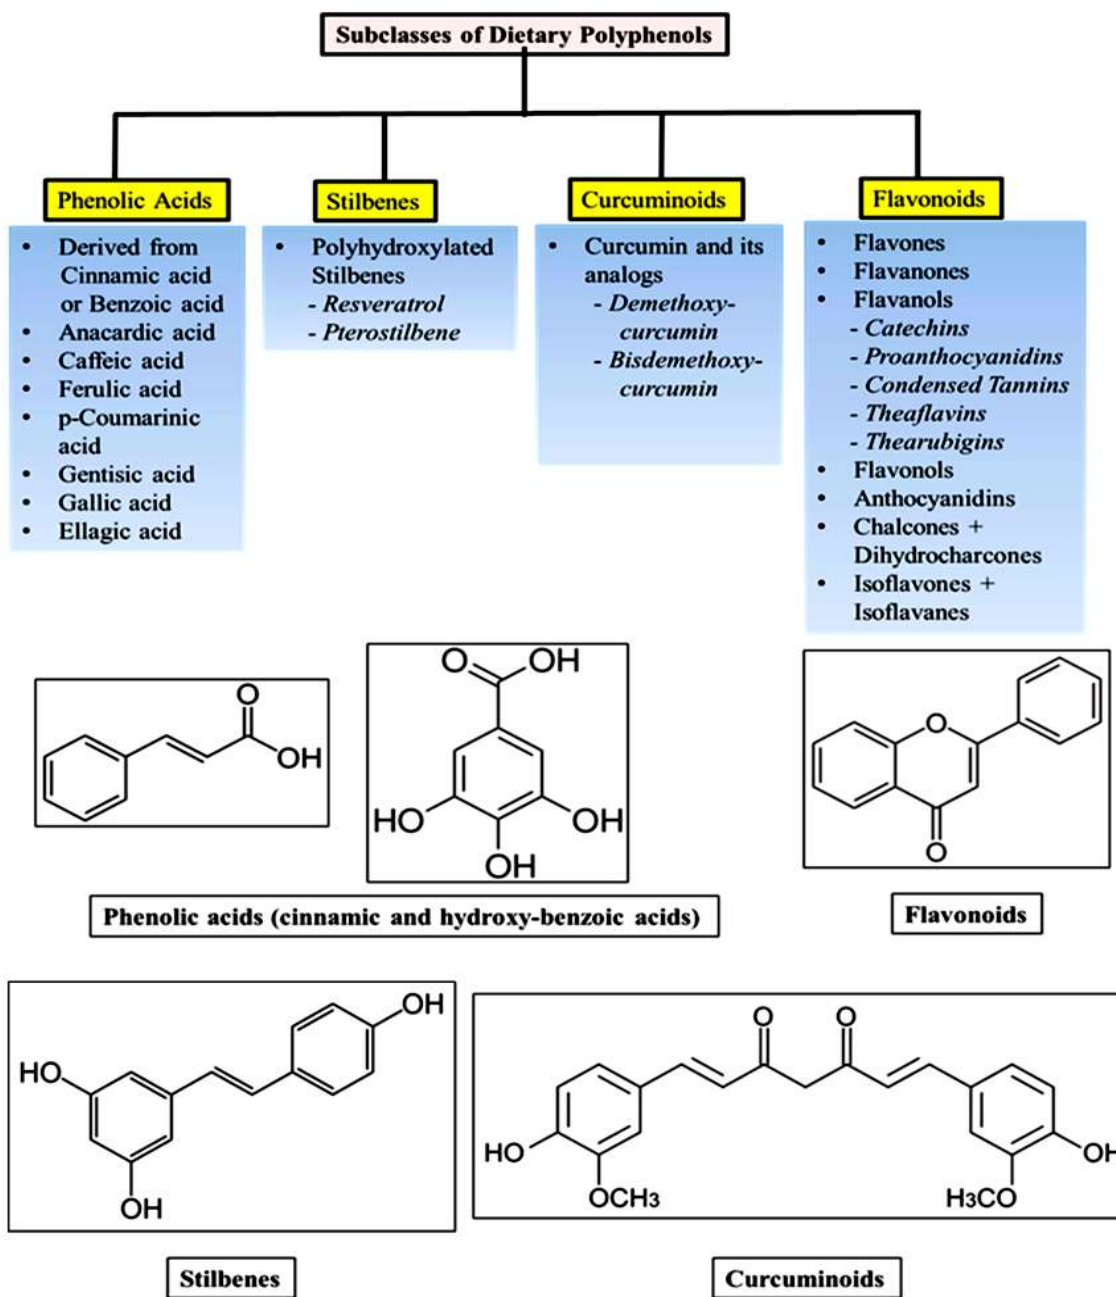 Subclasses of Dietary Polyphenols
Phenolic Acids
• Derived from
Cinnamic acid
or Benzoic acid
• Anacardic acid
• Caffeic acid
• Ferulic acid
• p-Coumarinic
acid
• Gentisic acid
• Gallic acid
• Ellagic acid
Stilbenes
• Polyhydroxylated
Stilbenes
- Resveratrol
- Pterostilbene
Curcuminoids
• Curcumin and its
analogs
- Demethoxy-
curcumin
- Bisdemethoxy-
curcumin
Flavonoids
• Flavones
• Flavanones
• Flavanols
- Catechins
- Proanthocyanidins
- Condensed Tannins
- Theaflavins
- Thearubigins
• Flavonols
• Anthocyanidins
• Chalcones +
Dihydrocharcones
• Isoflavones +
Isoflavanes
O
OH
O
OH
HO
OH
OH
Phenolic acids (cinnamic and hydroxy-benzoic acids)
O
O
Flavonoids
OH
HO
OH
Stilbenes
O
O
HO
OCH3
H3CO
OH
Curcuminoids